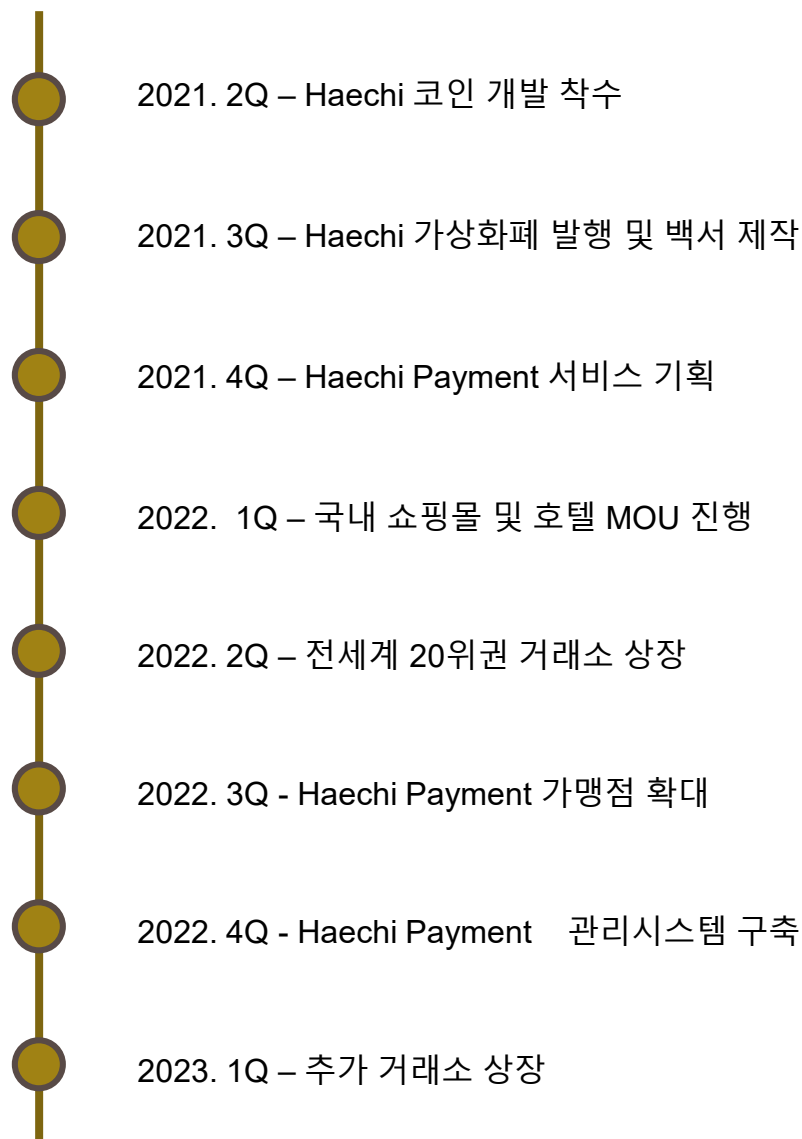 2021. 2Q – Haechi 코인 개발 착수
2021. 3Q – Haechi 가상화폐 발행 및 백서 제작
2021. 4Q – Haechi Payment 서비스 기획
2022.  1Q – 국내 쇼핑몰 및 호텔 MOU 진행
2022. 2Q – 전세계 20위권 거래소 상장
2022. 3Q - Haechi Payment 가맹점 확대
2022. 4Q - Haechi Payment   관리시스템 구축
2023. 1Q – 추가 거래소 상장